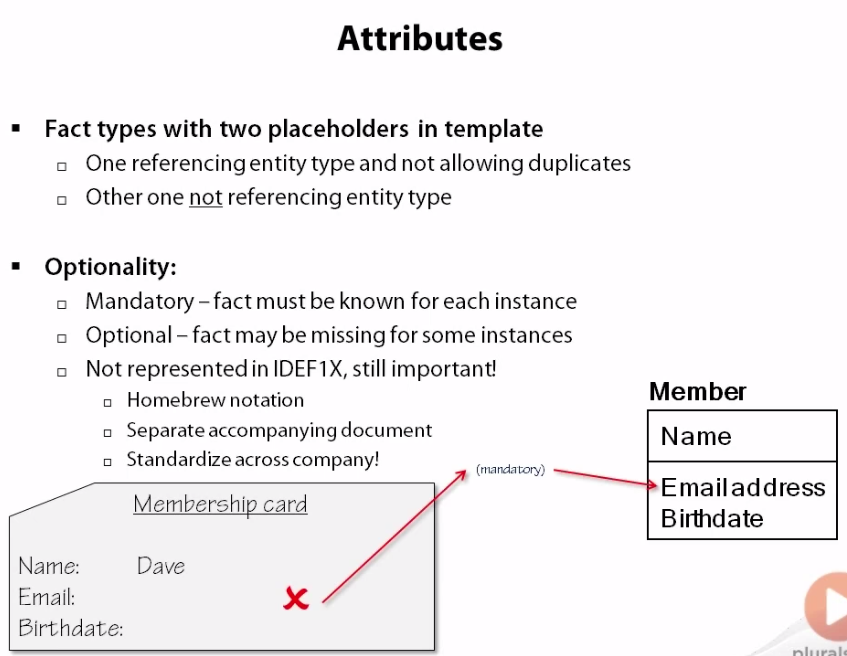 Attributes
Fact types with two placeholders in template
One referencing entity type and not allowing duplicates
Other one not referencing entity type
Optionality:
Mandatory – fact must be known for each instance
Optional – fact may be missing for some instances
Not represented in IDEF1X, still important!
Homebrew notation
Separate accompanying document
Standardize across company!
(mandatory)
Member
Name
Email address
Birthdate
Membership card
Name: Dave
Email:
Birthdate: